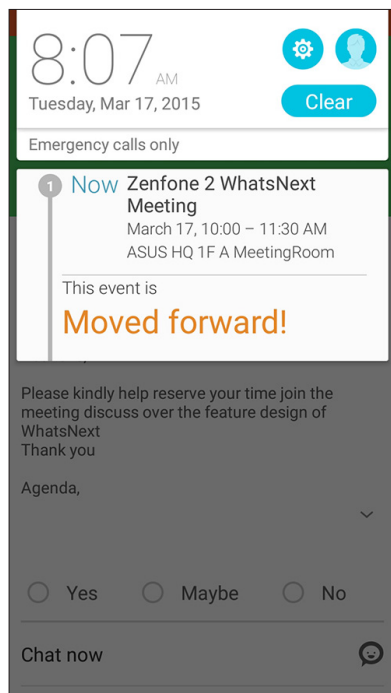 8:07 AM
Tuesday, Mar 17, 2015
Clear
Emergency calls only
1 Now Zenfone 2 WhatsNext
Meeting
March 17, 10:00 – 11:30 AM
ASUS HQ 1F A MeetingRoom
This event is
Moved forward!
Please kindly help reserve your time join the
meeting discuss over the feature design of
WhatsNext
Thank you
Agenda,
Yes Maybe No
Chat now